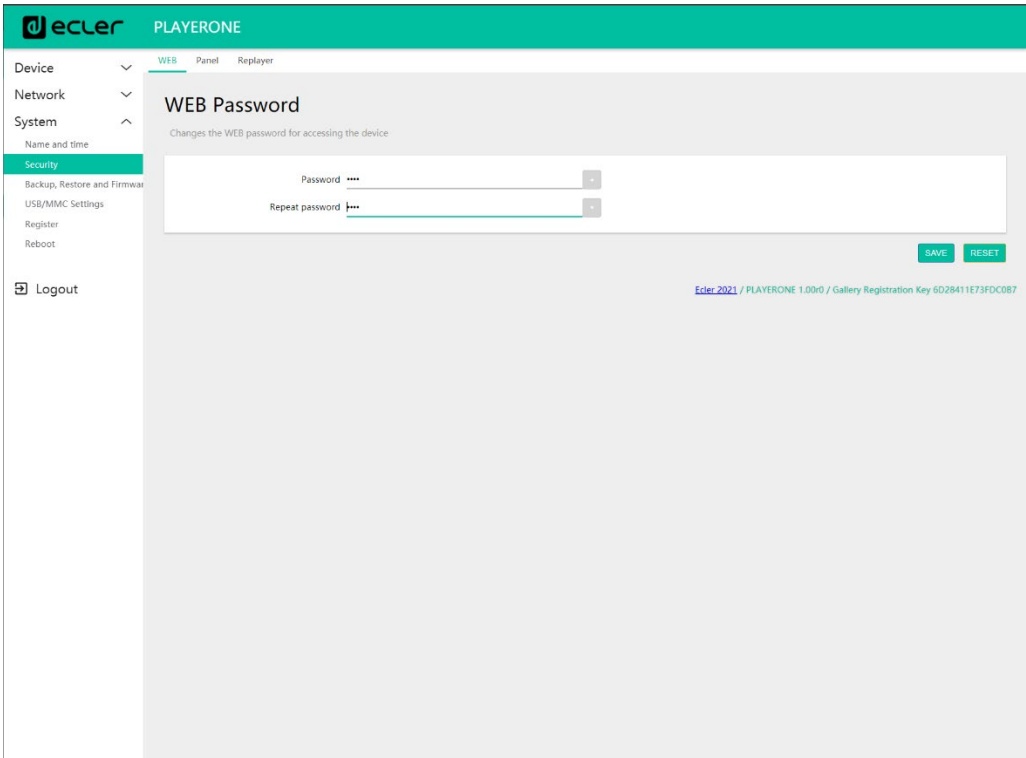 ecler
PLAYERONE
Device
Network
System
Name and time
Security
Backup, Restore and Firmwar
USB/MMC Settings
Register
Reboot
Logout
WEB Panel Replayer
WEB Password
Changes the WEB password for accessing the device
Password ••••
Repeat password ••••
SAVE RESET
Ecler 2021 / PLAYERONE 1.00r0 / Gallery Registration Key 6D28411E73FDC0B7